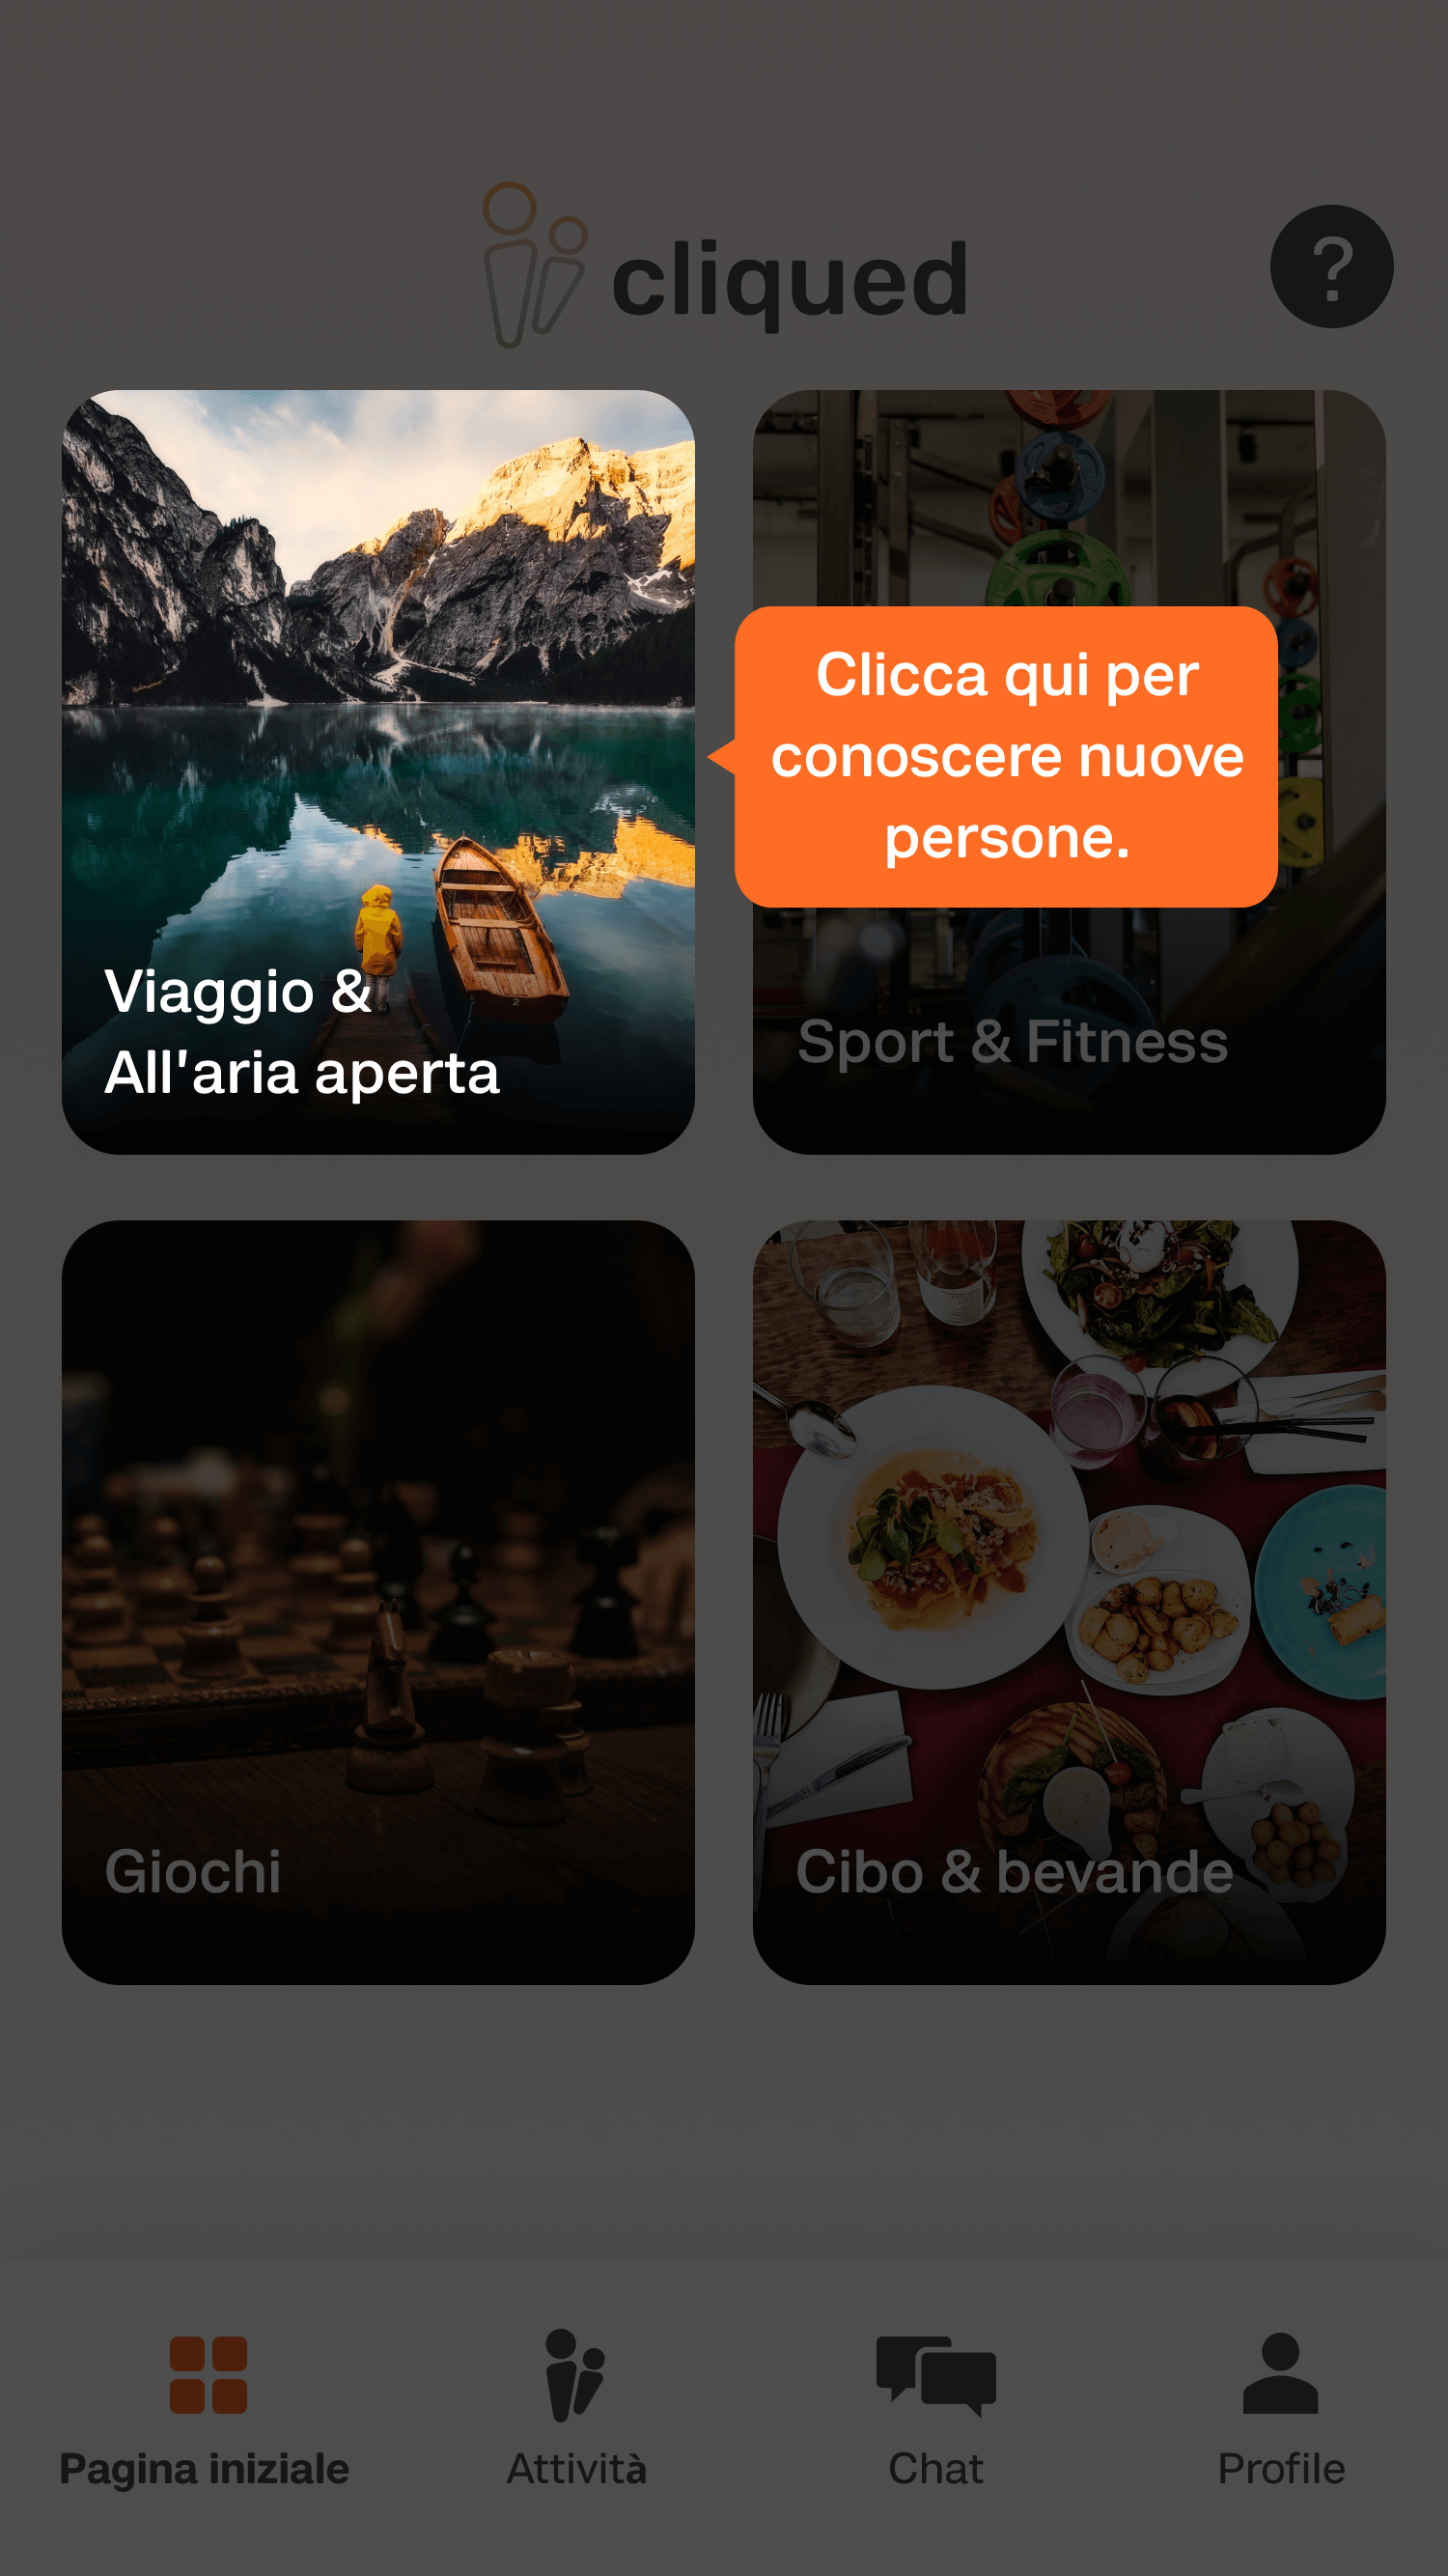 cliqued
?
Clicca qui per
conoscere nuove
persone.
Viaggio &
All'aria aperta
Sport & Fitness
Giochi
Cibo & bevande
Pagina iniziale
Attività
Chat
Profile